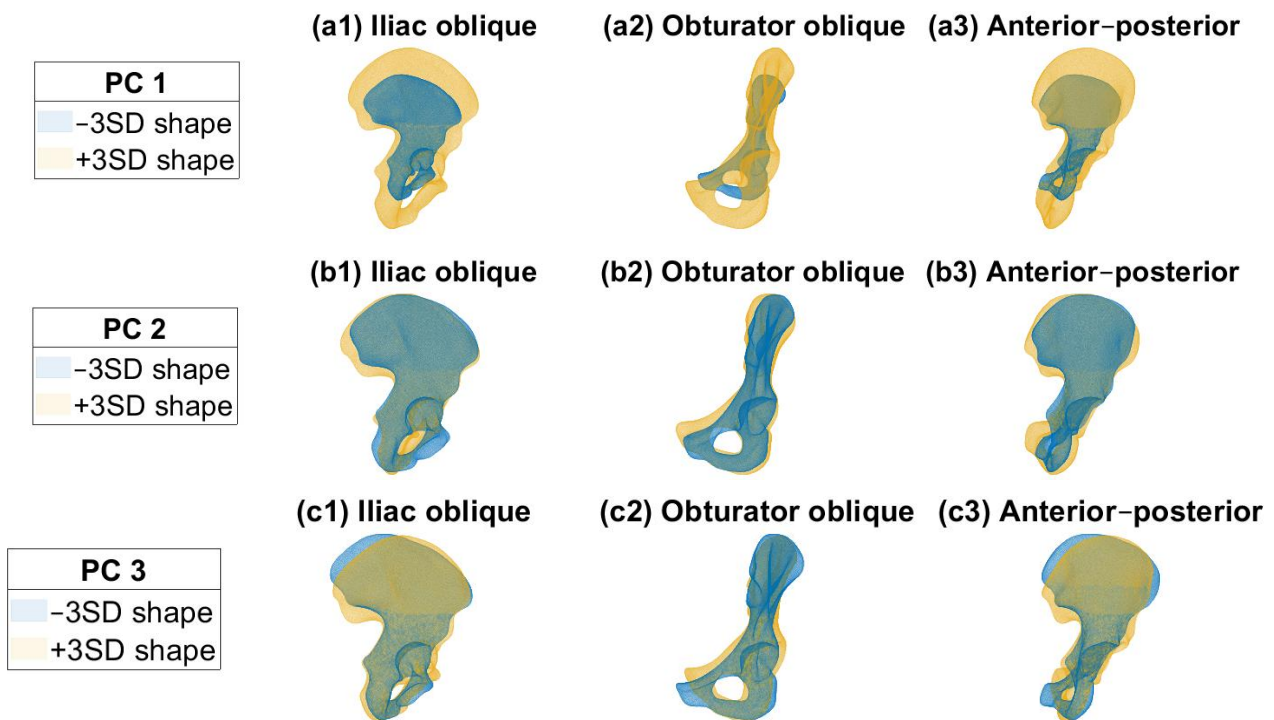 (a1) Iliac oblique
(a2) Obturator oblique
(a3) Anterior−posterior
PC 1
−3SD shape
+3SD shape
(b1) Iliac oblique
(b2) Obturator oblique
(b3) Anterior−posterior
PC 2
−3SD shape
+3SD shape
(c1) Iliac oblique
(c2) Obturator oblique
(c3) Anterior−posterior
PC 3
−3SD shape
+3SD shape